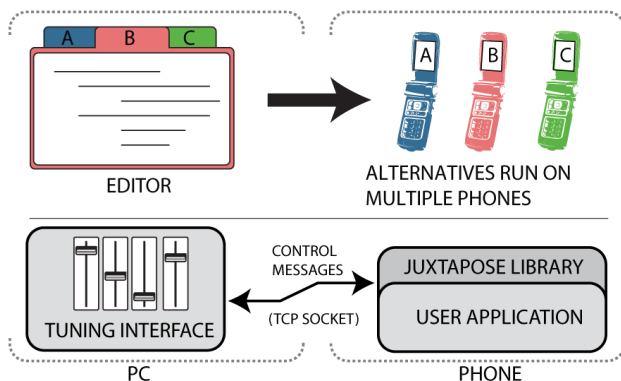 A B C
A B C
EDITOR
ALTERNATIVES RUN ON
MULTIPLE PHONES
CONTROL
MESSAGES
(TCP SOCKET)
TUNING INTERFACE
JUXTAPOSE LIBRARY
USER APPLICATION
PC
PHONE